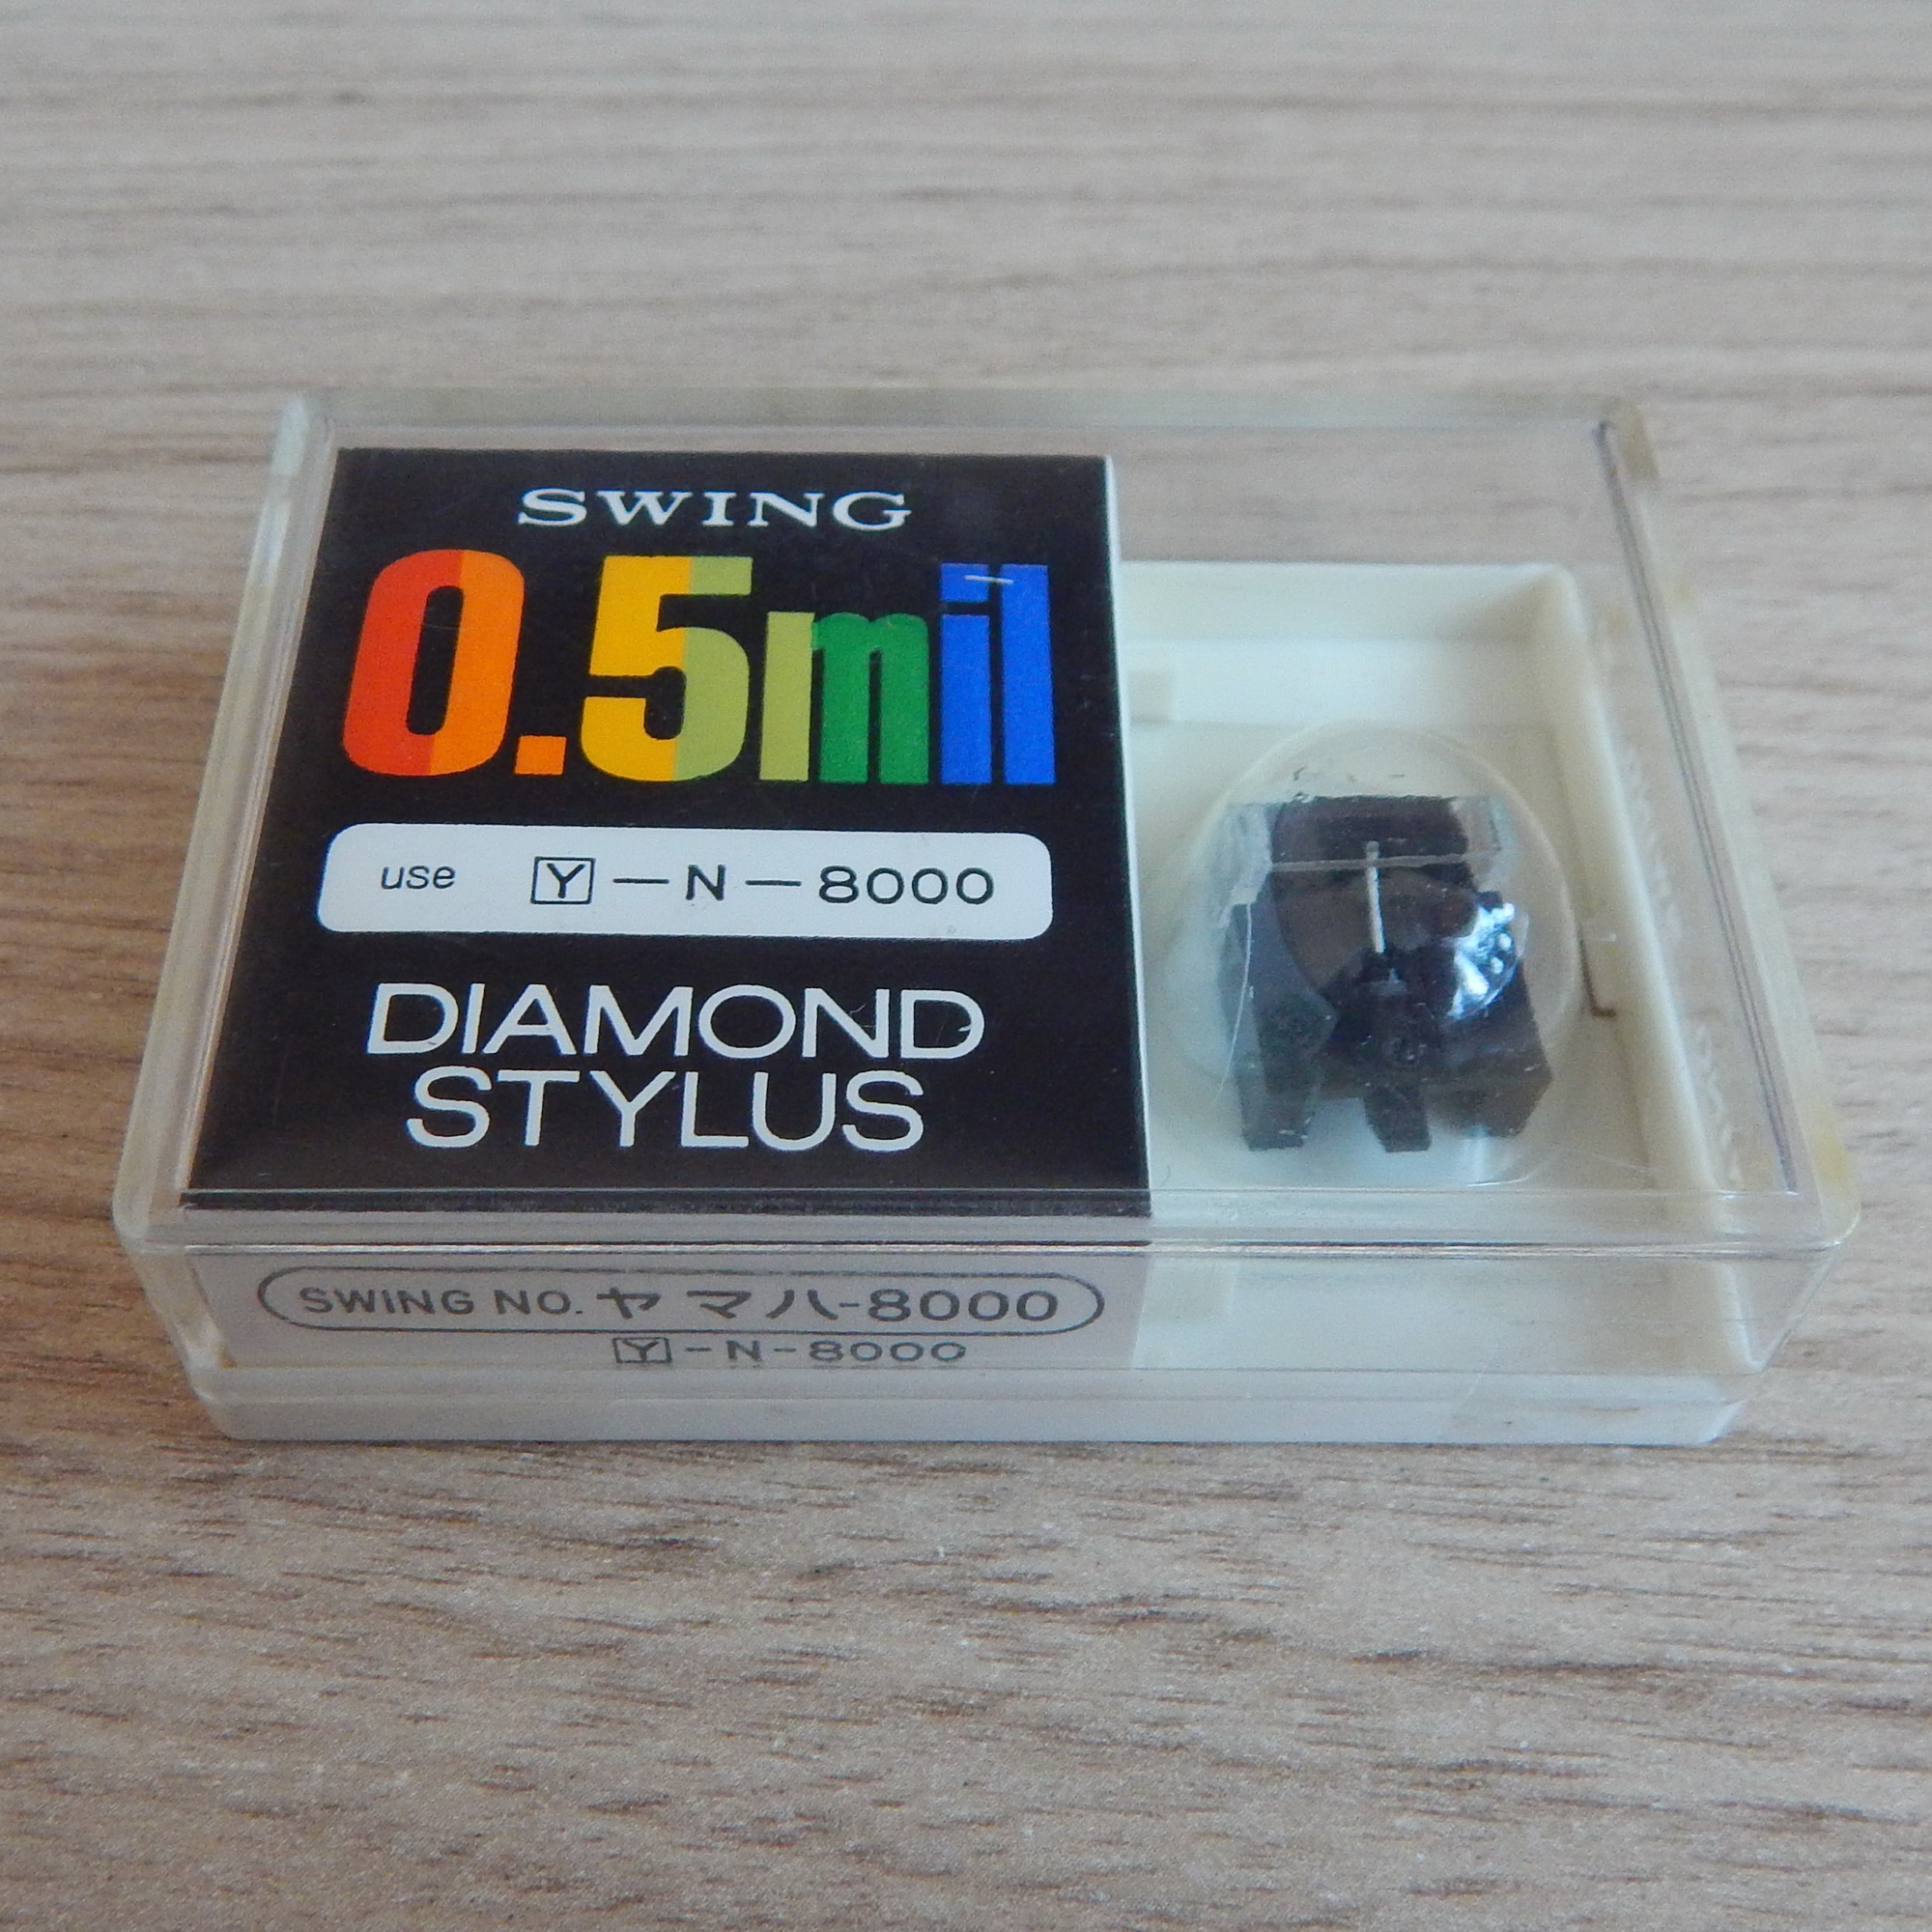 SWING
0.5mil
use Y-N-8000
DIAMOND
STYLUS
SWING NO. ヤマハ-8000
Y-N-8000